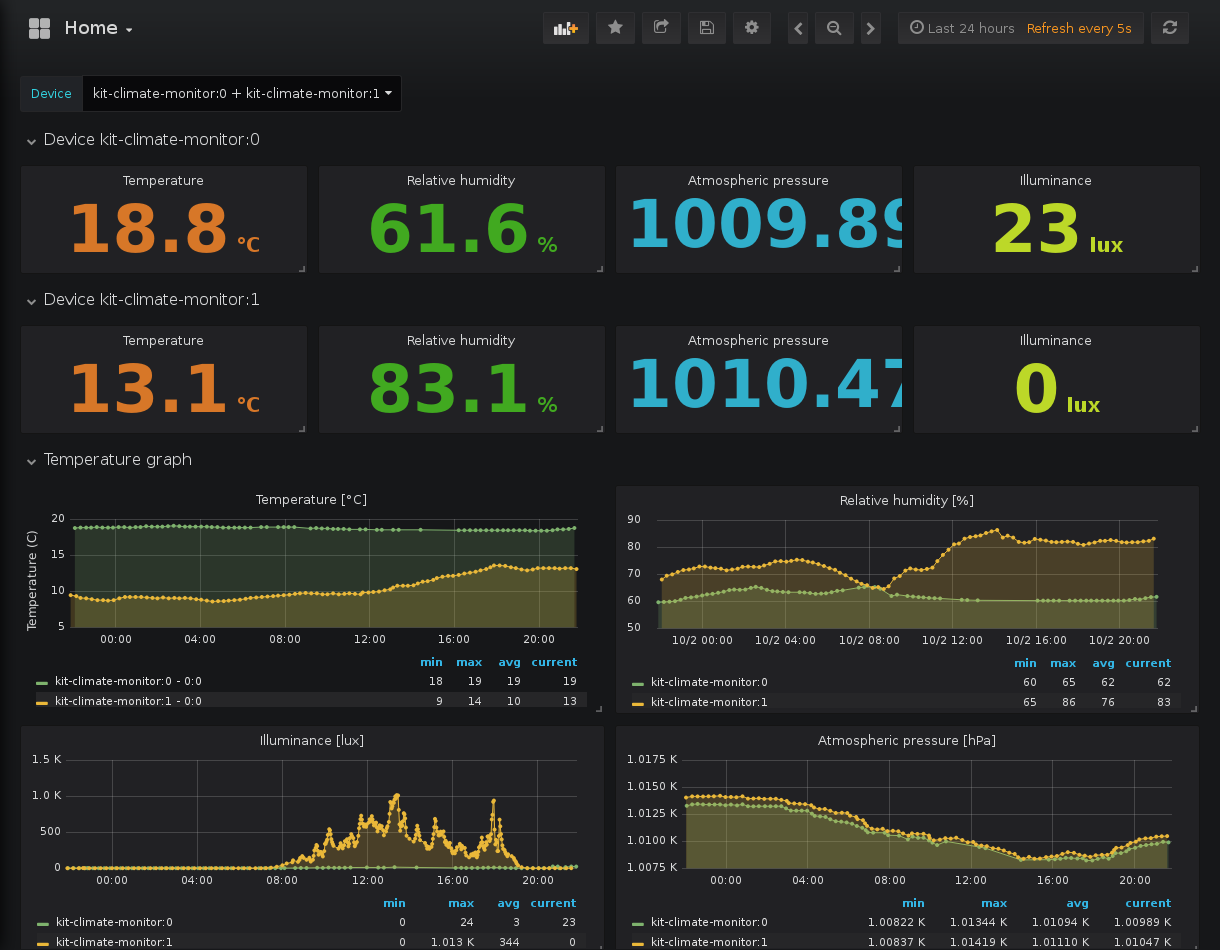 Home
Last 24 hours Refresh every 5s
Device kit-climate-monitor:0 + kit-climate-monitor:1
Device kit-climate-monitor:0
Temperature Relative humidity Atmospheric pressure Illuminance
18.8 °C 61.6 % 1009.89 23 lux
Device kit-climate-monitor:1
Temperature Relative humidity Atmospheric pressure Illuminance
13.1 °C 83.1 % 1010.47 0 lux
Temperature graph
Temperature [°C]
Temperature (C)
20
15
10
5
00:00 04:00 08:00 12:00 16:00 20:00
min max avg current
kit-climate-monitor:0 - 0:0 18 19 19 19
kit-climate-monitor:1 - 0:0 9 14 10 13
Relative humidity [%]
90
80
70
60
50
10/2 00:00 10/2 04:00 10/2 08:00 10/2 12:00 10/2 16:00 10/2 20:00
min max avg current
kit-climate-monitor:0 60 65 62 62
kit-climate-monitor:1 65 86 76 83
Illuminance [lux]
1.5 K
1.0 K
500
0
00:00 04:00 08:00 12:00 16:00 20:00
min max avg current
kit-climate-monitor:0 0 24 3 23
kit-climate-monitor:1 0 1.013 K 344 0
Atmospheric pressure [hPa]
1.0175 K
1.0150 K
1.0125 K
1.0100 K
1.0075 K
00:00 04:00 08:00 12:00 16:00 20:00
min max avg current
kit-climate-monitor:0 1.00822 K 1.01344 K 1.01094 K 1.00989 K
kit-climate-monitor:1 1.00837 K 1.01419 K 1.01110 K 1.01047 K